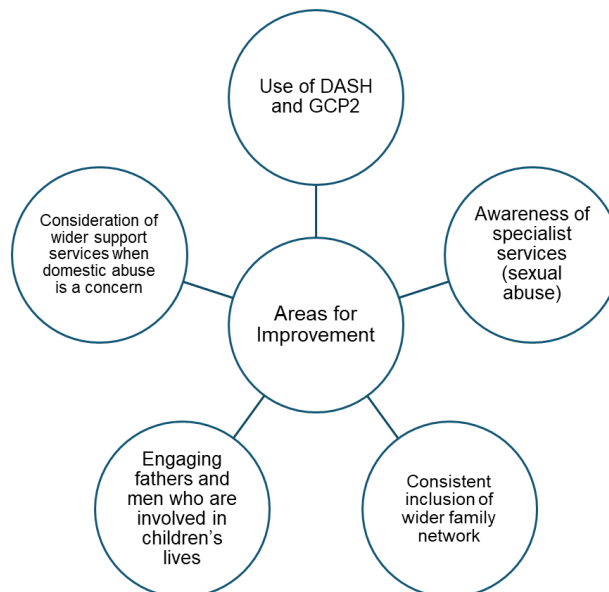 Use of DASH
and GCP2
Consideration of
wider support
services when
domestic abuse
is a concern
Awareness of
specialist
services
(sexual
abuse)
Areas for
Improvement
Engaging
fathers and
men who are
involved in
children’s
lives
Consistent
inclusion of
wider family
network